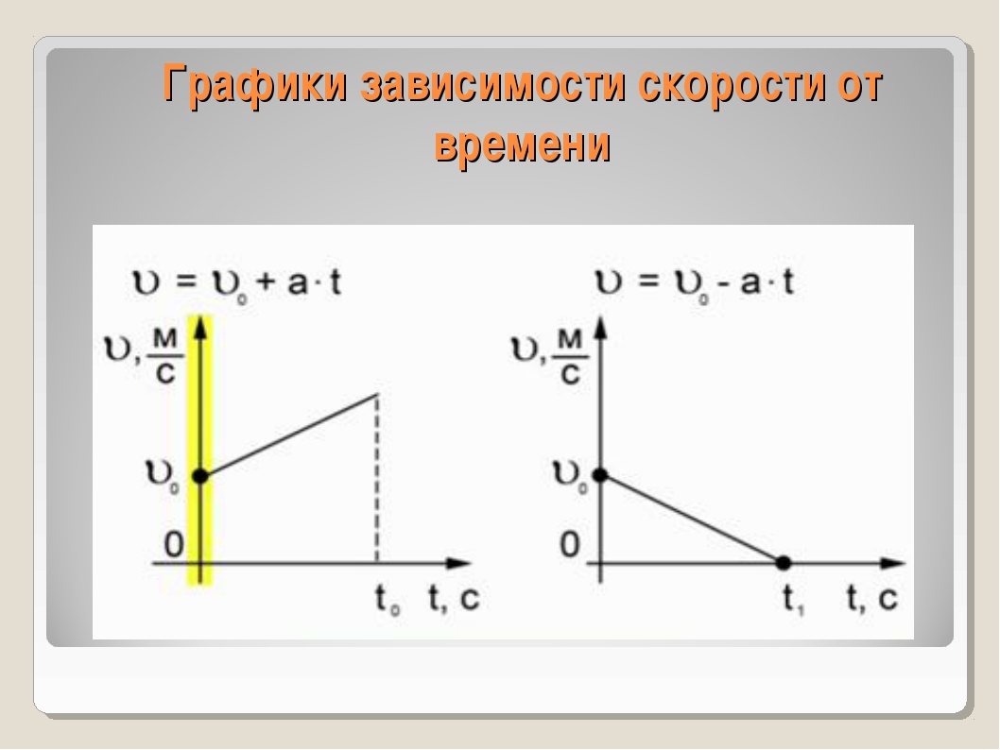 Графики зависимости скорости от
времени
υ = υ₀ + a · t
υ, м/с
υ₀
0
t₀ t, c
υ = υ₀ - a · t
υ, м/с
υ₀
0
t₁ t, c